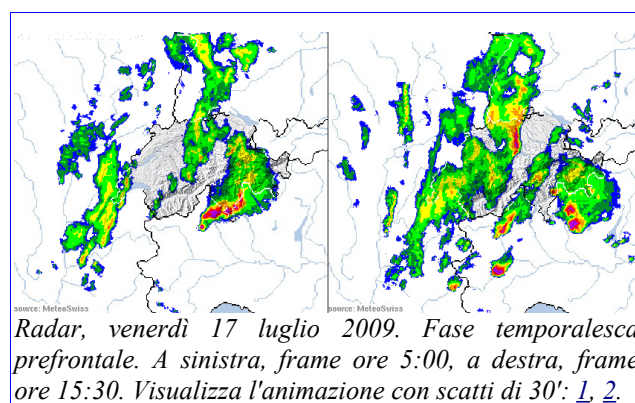 source: MeteoSwiss
source: MeteoSwiss
Radar, venerdì 17 luglio 2009. Fase temporalesca
prefrontale. A sinistra, frame ore 5:00, a destra, frame
ore 15:30. Visualizza l'animazione con scatti di 30': 1, 2.